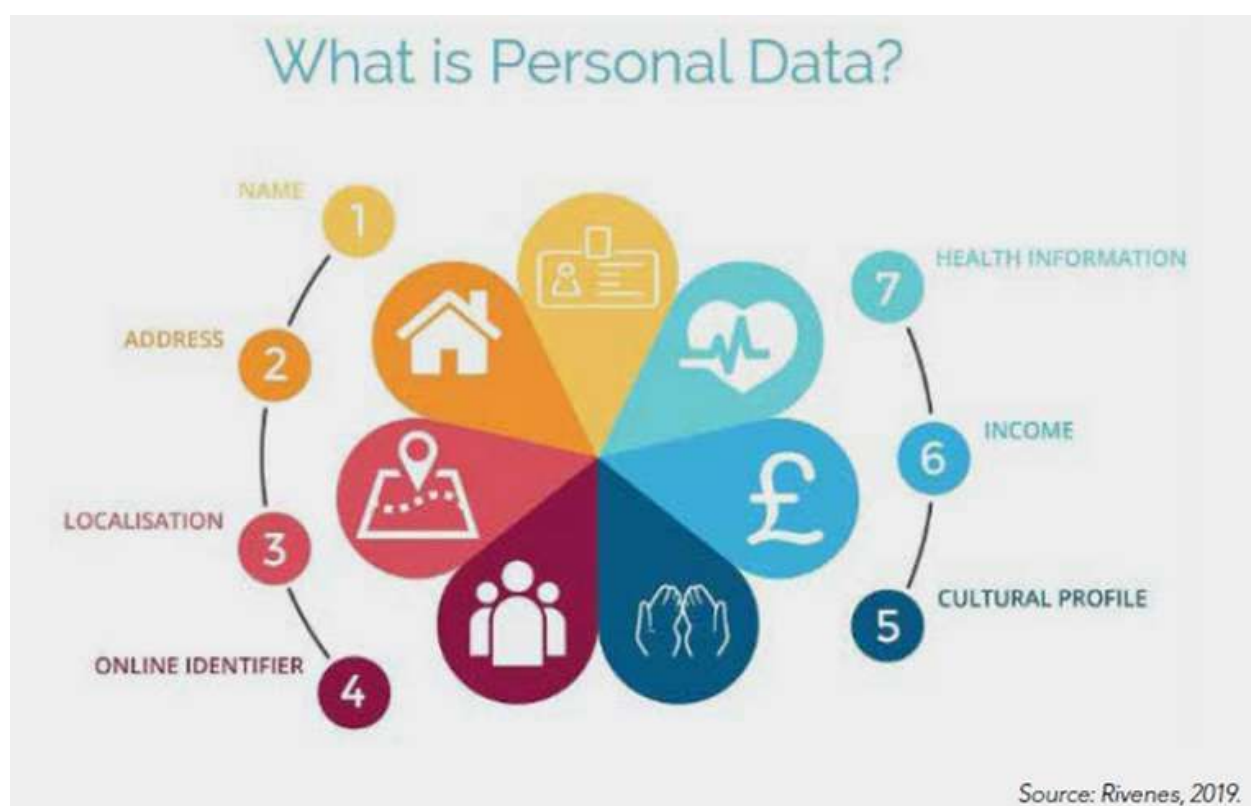 What is Personal Data?
NAME
1
ADDRESS
2
LOCALISATION
3
ONLINE IDENTIFIER
4
5
CULTURAL PROFILE
6
INCOME
7
HEALTH INFORMATION
£
Source: Rivenes, 2019.